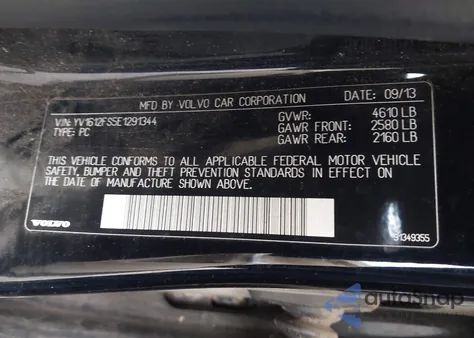 MFD BY VOLVO CAR CORPORATION DATE: 09/13
VIN: YV1612FS5E1291344 GVWR: 4610 LB
TYPE: PC GAWR FRONT: 2580 LB
GAWR REAR: 2160 LB
THIS VEHICLE CONFORMS TO ALL APPLICABLE FEDERAL MOTOR VEHICLE
SAFETY, BUMPER AND THEFT PREVENTION STANDARDS IN EFFECT ON
THE DATE OF MANUFACTURE SHOWN ABOVE.
VOLVO 31349355
autosnap